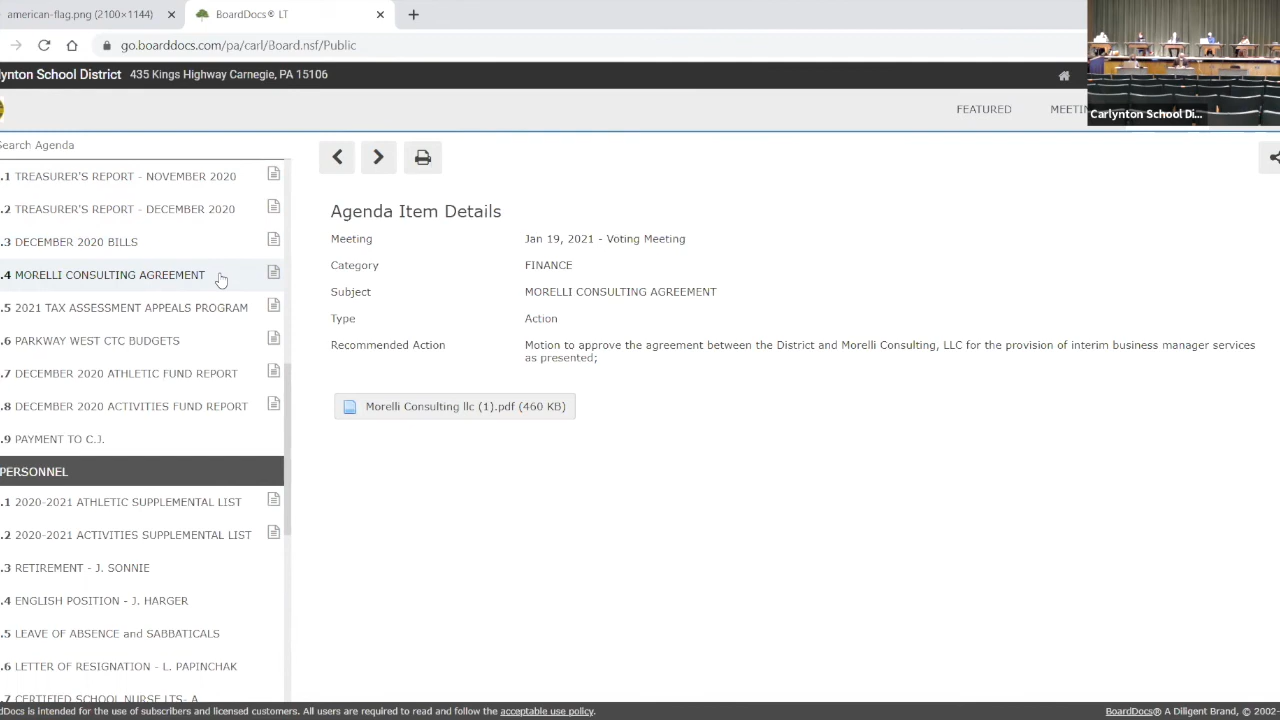 american-flag.png (2100×1144)
BoardDocs® LT
go.boarddocs.com/pa/carl/Board.nsf/Public
lynton School District 435 Kings Highway Carnegie, PA 15106
FEATURED
MEETIN
Carlynton School Di...
Search Agenda
.1 TREASURER'S REPORT - NOVEMBER 2020
.2 TREASURER'S REPORT - DECEMBER 2020
.3 DECEMBER 2020 BILLS
.4 MORELLI CONSULTING AGREEMENT
.5 2021 TAX ASSESSMENT APPEALS PROGRAM
.6 PARKWAY WEST CTC BUDGETS
.7 DECEMBER 2020 ATHLETIC FUND REPORT
.8 DECEMBER 2020 ACTIVITIES FUND REPORT
.9 PAYMENT TO C.J.
PERSONNEL
.1 2020-2021 ATHLETIC SUPPLEMENTAL LIST
.2 2020-2021 ACTIVITIES SUPPLEMENTAL LIST
.3 RETIREMENT - J. SONNIE
.4 ENGLISH POSITION - J. HARGER
.5 LEAVE OF ABSENCE and SABBATICALS
.6 LETTER OF RESIGNATION - L. PAPINCHAK
.7 CERTIFIED SCHOOL NURSE LTS- A
Agenda Item Details
Meeting Jan 19, 2021 - Voting Meeting
Category FINANCE
Subject MORELLI CONSULTING AGREEMENT
Type Action
Recommended Action Motion to approve the agreement between the District and Morelli Consulting, LLC for the provision of interim business manager services
as presented;
Morelli Consulting llc (1).pdf (460 KB)
rdDocs is intended for the use of subscribers and licensed customers. All users are required to read and follow the acceptable use policy.
BoardDocs® A Diligent Brand, © 2002-